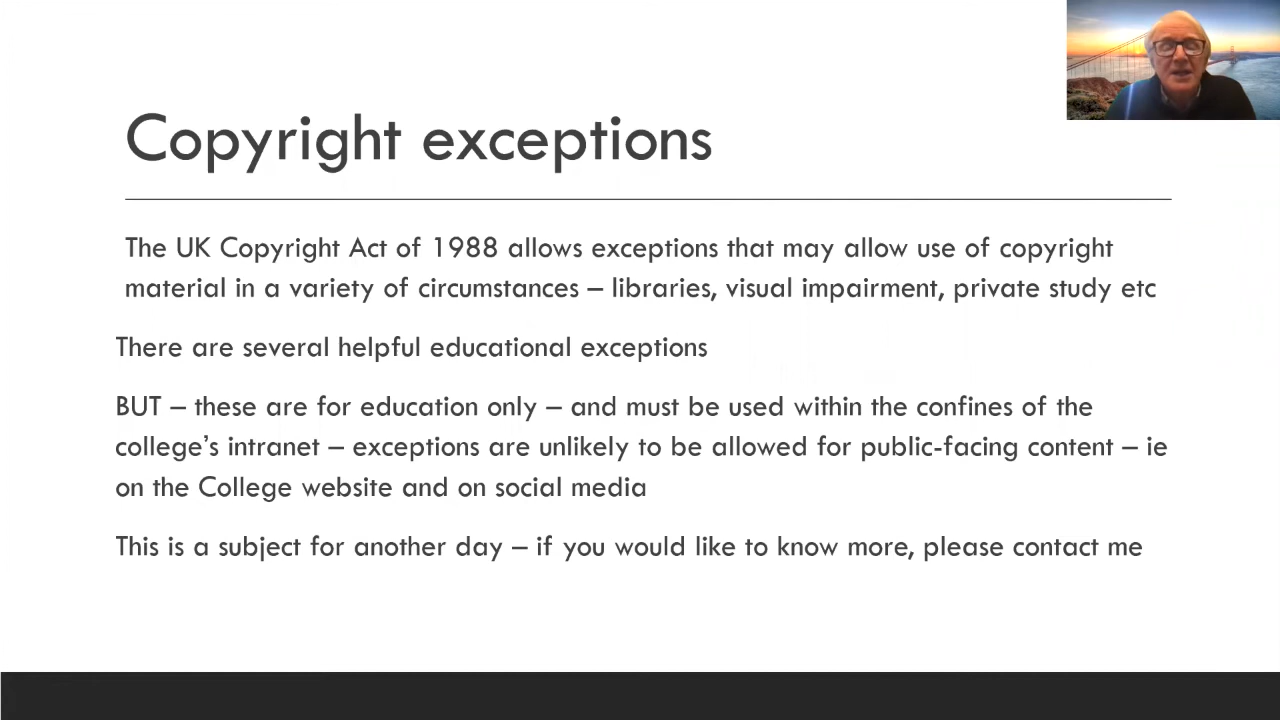 Copyright exceptions
The UK Copyright Act of 1988 allows exceptions that may allow use of copyright
material in a variety of circumstances – libraries, visual impairment, private study etc
There are several helpful educational exceptions
BUT – these are for education only – and must be used within the confines of the
college’s intranet – exceptions are unlikely to be allowed for public-facing content – ie
on the College website and on social media
This is a subject for another day – if you would like to know more, please contact me